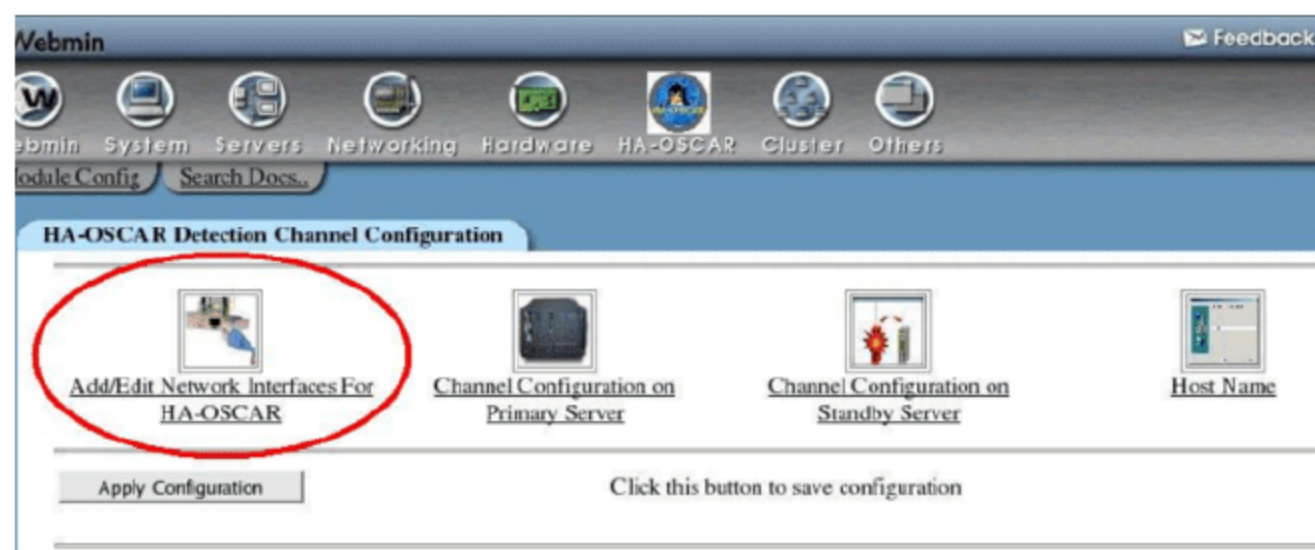 Webmin
Feedback
ebmin System Servers Networking Hardware HA-OSCAR Cluster Others
Module Config Search Docs..
HA-OSCAR Detection Channel Configuration
Add/Edit Network Interfaces For
HA-OSCAR
Channel Configuration on
Primary Server
Channel Configuration on
Standby Server
Host Name
Apply Configuration
Click this button to save configuration